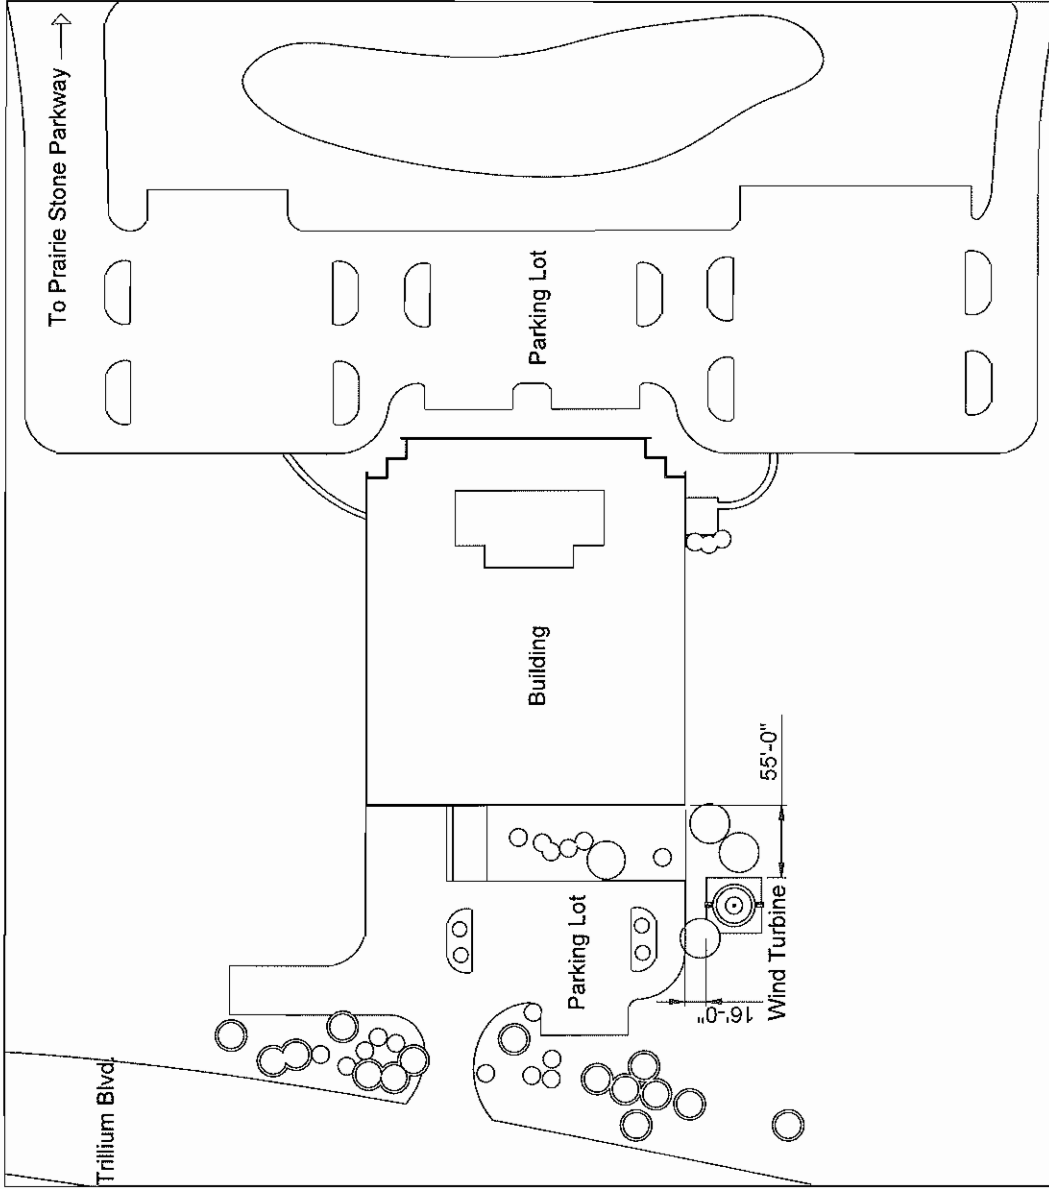 To Prairie Stone Parkway
Parking Lot
Building
55'-0"
Parking Lot
Wind Turbine
16'-0"
Trillium Blvd.